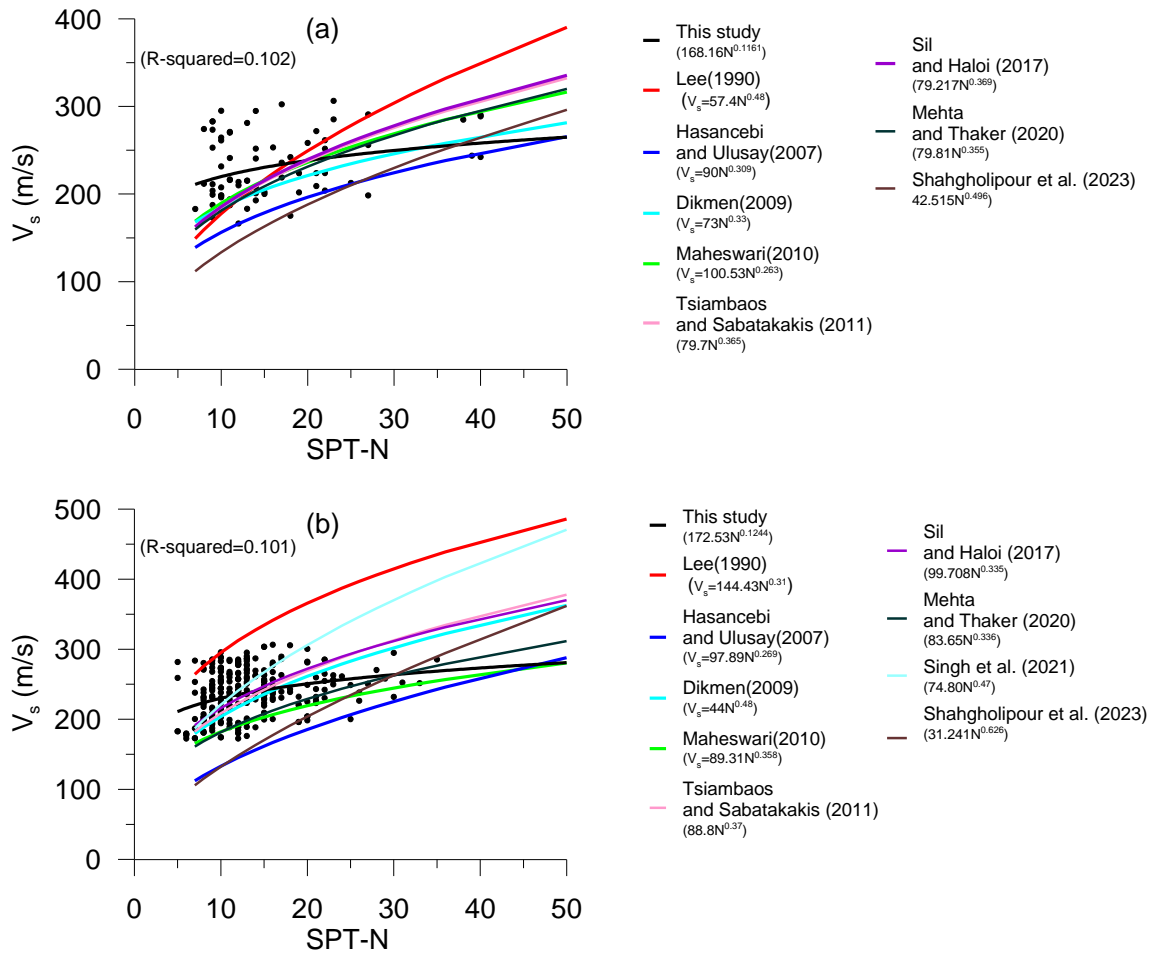 (a)
(R-squared=0.102)
400
300
200
100
0
V_s (m/s)
0 10 20 30 40 50
SPT-N
This study
(168.16N^0.1161)
Lee(1990)
(V_s=57.4N^0.48)
Hasancebi
and Ulusay(2007)
(V_s=90N^0.309)
Dikmen(2009)
(V_s=73N^0.33)
Maheswari(2010)
(V_s=100.53N^0.263)
Tsiambaos
and Sabatakakis (2011)
(79.7N^0.365)
Sil
and Haloi (2017)
(79.217N^0.369)
Mehta
and Thaker (2020)
(79.81N^0.355)
Shahgholipour et al. (2023)
42.515N^0.496)
(b)
(R-squared=0.101)
500
400
300
200
100
0
V_s (m/s)
0 10 20 30 40 50
SPT-N
This study
(172.53N^0.1244)
Lee(1990)
(V_s=144.43N^0.31)
Hasancebi
and Ulusay(2007)
(V_s=97.89N^0.269)
Dikmen(2009)
(V_s=44N^0.48)
Maheswari(2010)
(V_s=89.31N^0.358)
Tsiambaos
and Sabatakakis (2011)
(88.8N^0.37)
Sil
and Haloi (2017)
(99.708N^0.335)
Mehta
and Thaker (2020)
(83.65N^0.336)
Singh et al. (2021)
(74.80N^0.47)
Shahgholipour et al. (2023)
(31.241N^0.626)